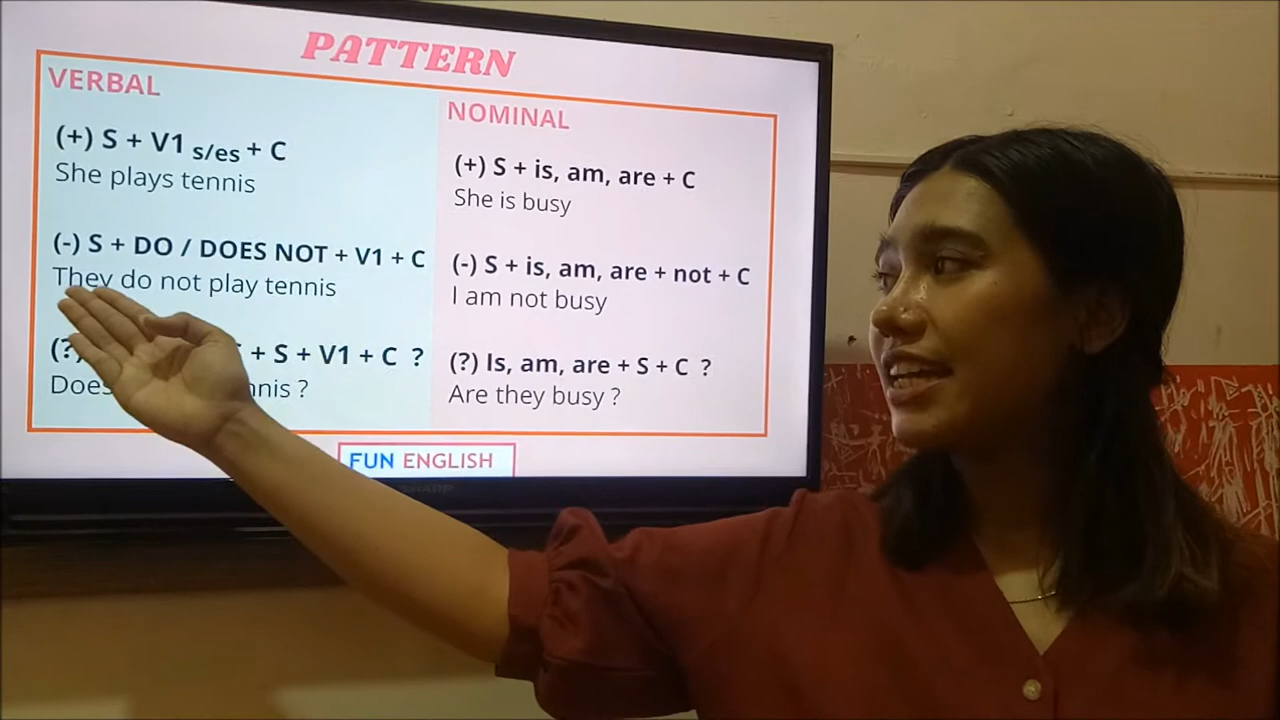 PATTERN
VERBAL
(+) S + V1 s/es + C
She plays tennis
(-) S + DO / DOES NOT + V1 + C
They do not play tennis
(?) + S + V1 + C ?
Does ?
NOMINAL
(+) S + is, am, are + C
She is busy
(-) S + is, am, are + not + C
I am not busy
(?) Is, am, are + S + C ?
Are they busy ?
FUN ENGLISH
SHARP